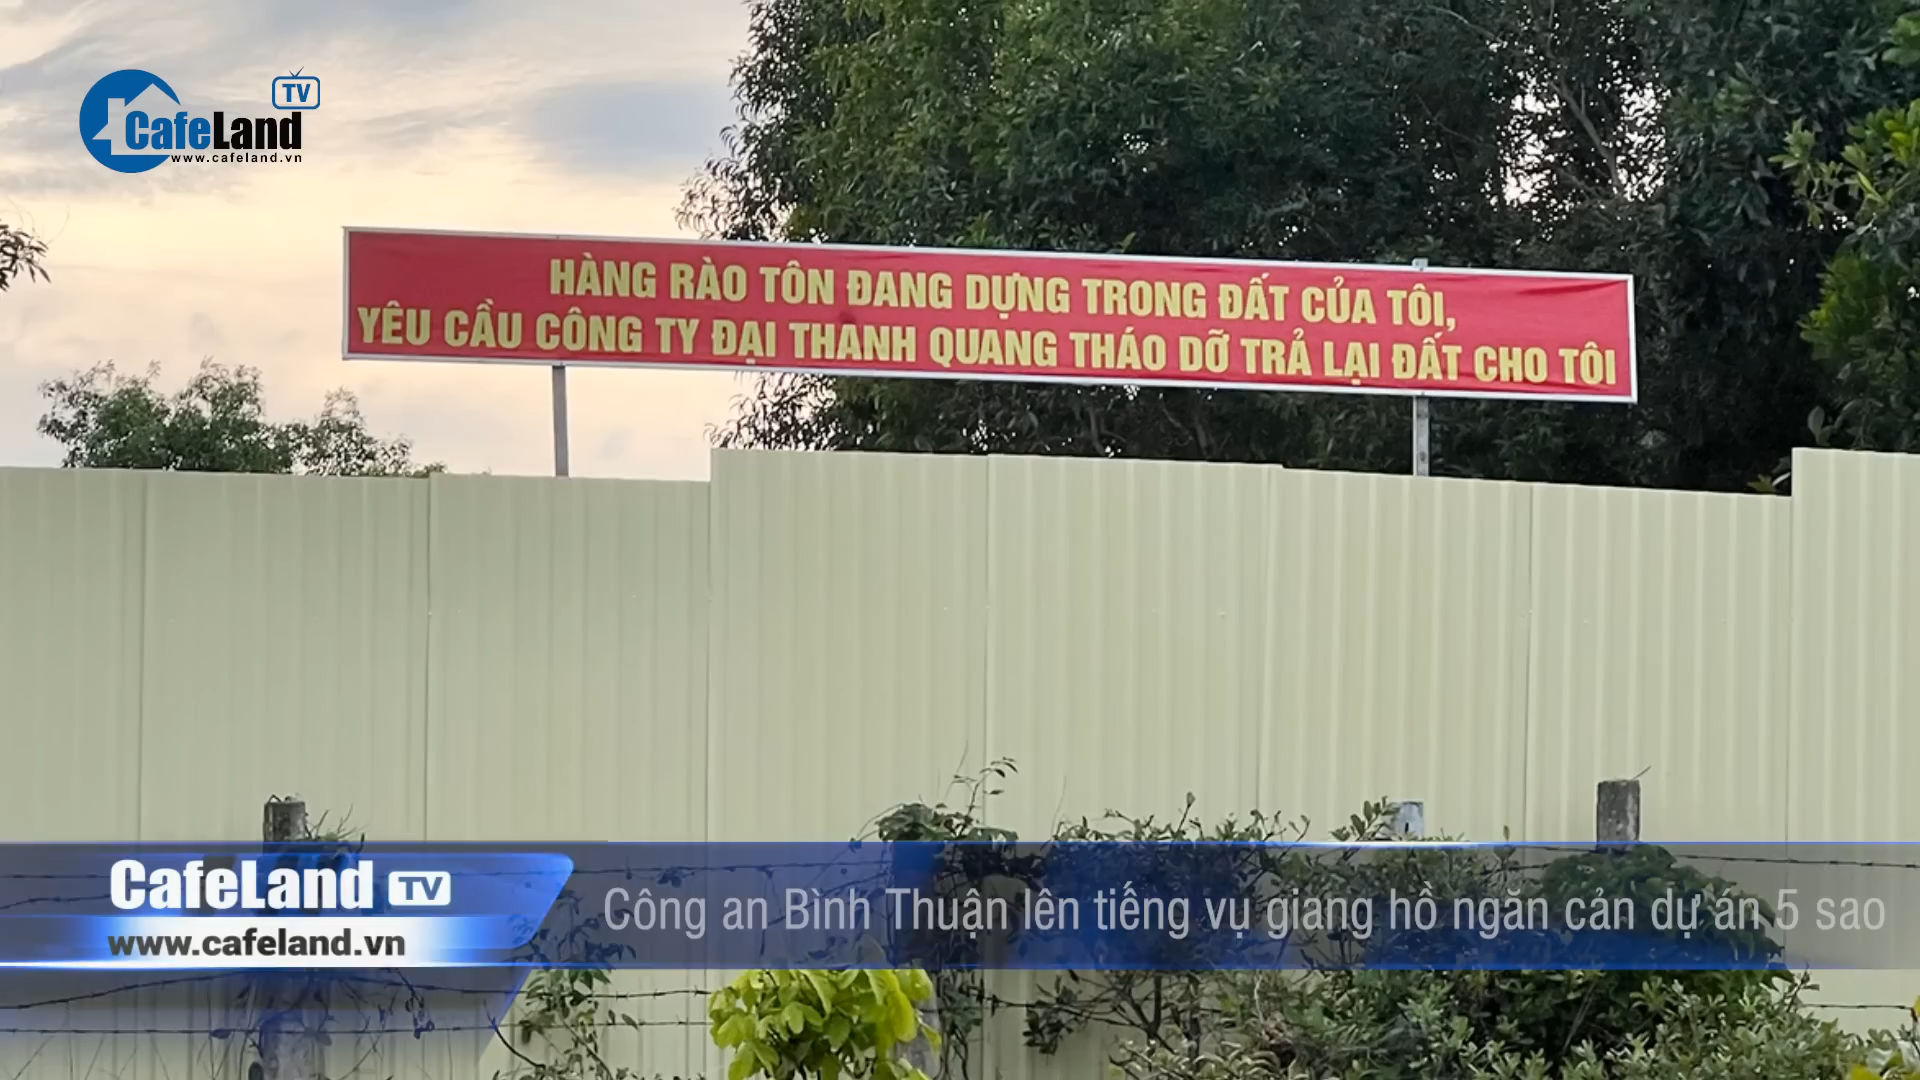 TV
CafeLand
www.cafeland.vn
HÀNG RÀO TÔN ĐANG DỰNG TRONG ĐẤT CỦA TÔI,
YÊU CẦU CÔNG TY ĐẠI THANH QUANG THÁO DỠ TRẢ LẠI ĐẤT CHO TÔI
CafeLand TV
www.cafeland.vn
Công an Bình Thuận lên tiếng vụ giang hồ ngăn cản dự án 5 sao